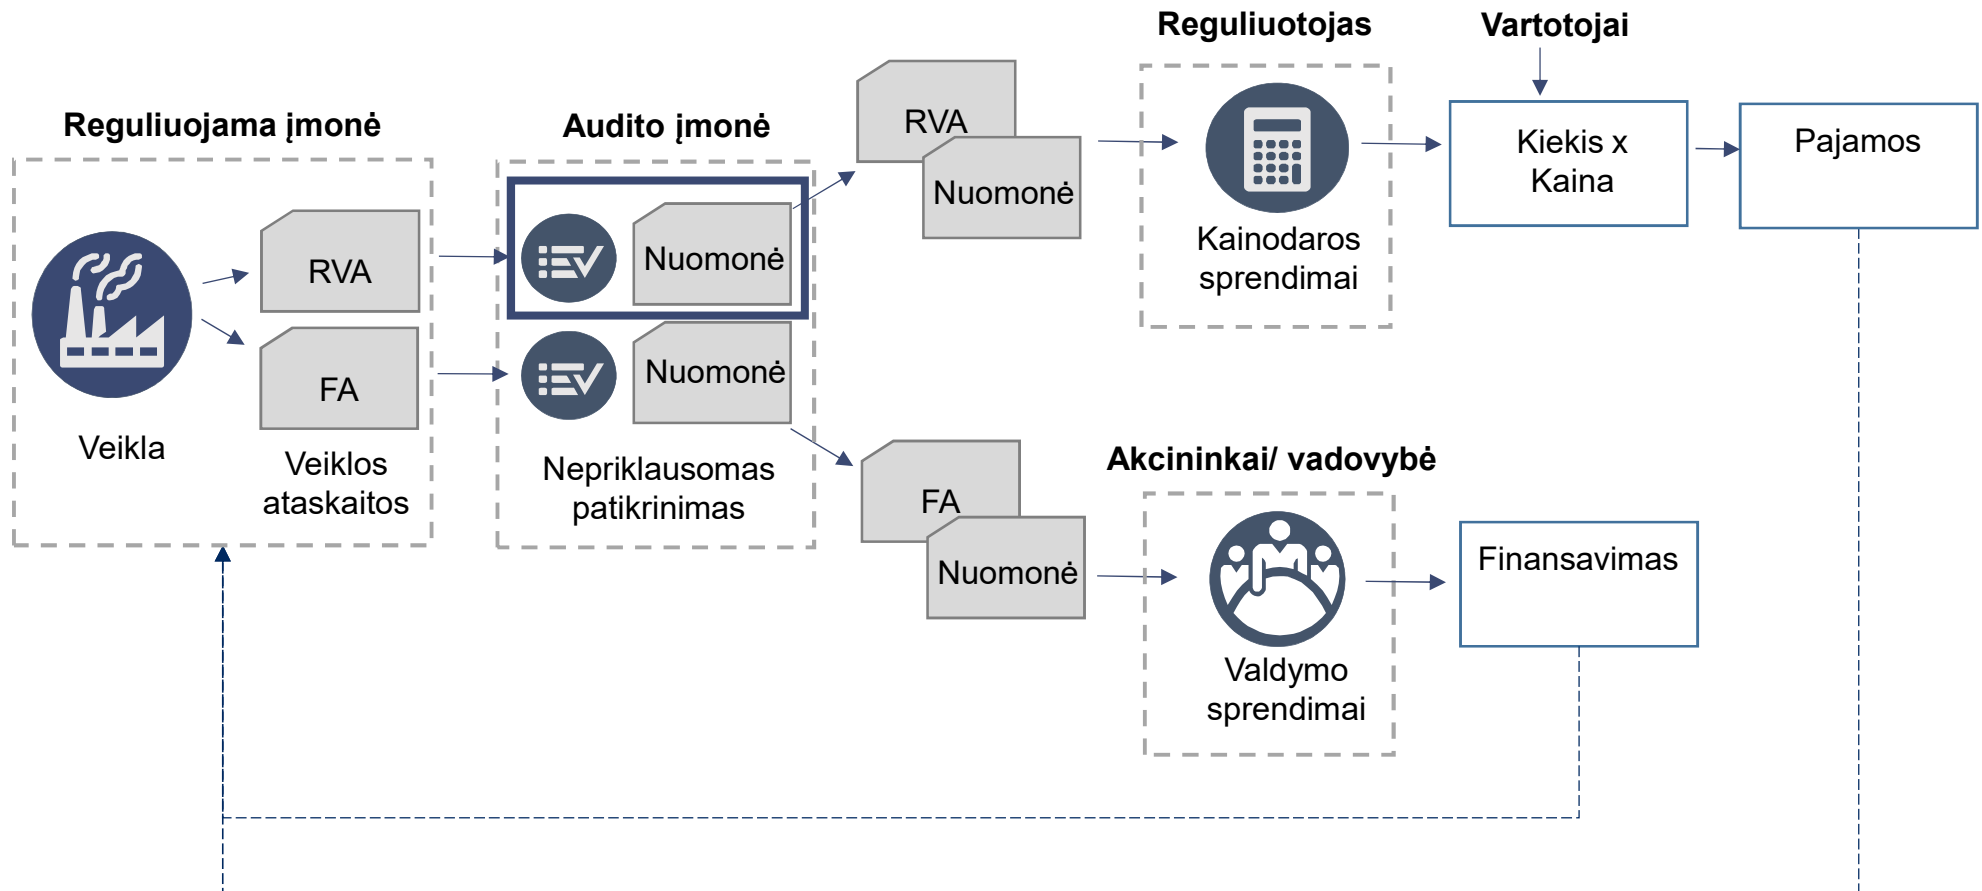 Reguliuojama įmonė
RVA
FA
Veikla
Veiklos
ataskaitos
Audito įmonė
Nuomonė
Nuomonė
Nepriklausomas
patikrinimas
RVA
Nuomonė
FA
Nuomonė
Reguliuotojas
Kainodaros
sprendimai
Vartotojai
Kiekis x
Kaina
Pajamos
Akcininkai/ vadovybė
Valdymo
sprendimai
Finansavimas